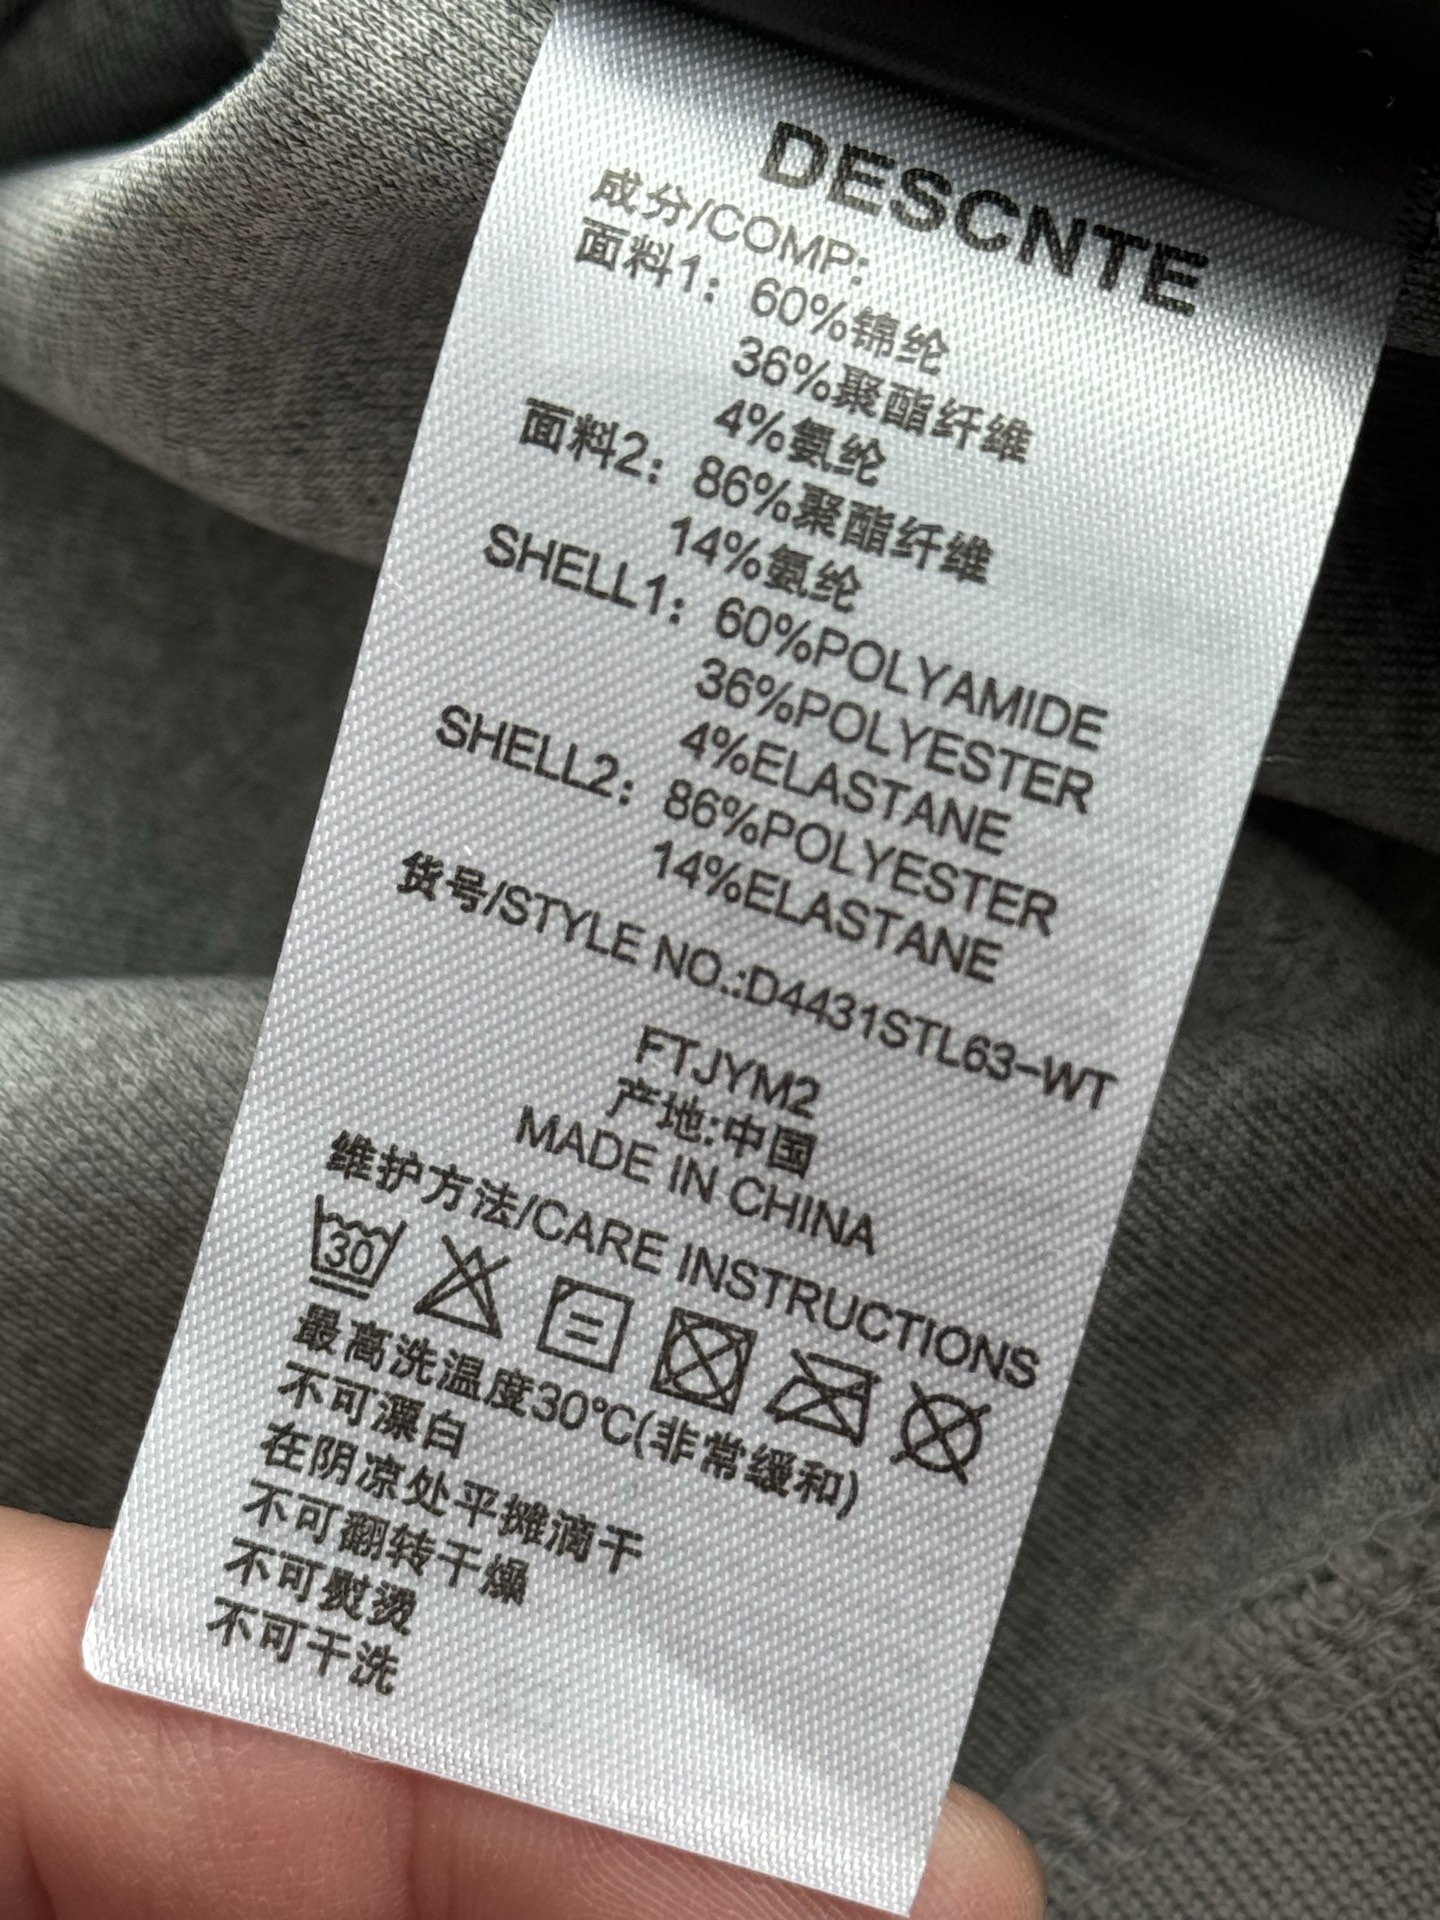 DESCNTE
成分/COMP:
面料1: 60%锦纶
36%聚酯纤维
4%氨纶
面料2: 86%聚酯纤维
14%氨纶
SHELL1: 60%POLYAMIDE
36%POLYESTER
4%ELASTANE
SHELL2: 86%POLYESTER
14%ELASTANE
货号/STYLE NO.:D4431STL63-WT
FTJYM2
产地:中国
MADE IN CHINA
维护方法/CARE INSTRUCTIONS
30
最高洗温度30℃(非常缓和)
不可漂白
在阴凉处平摊滴干
不可翻转干燥
不可熨烫
不可干洗